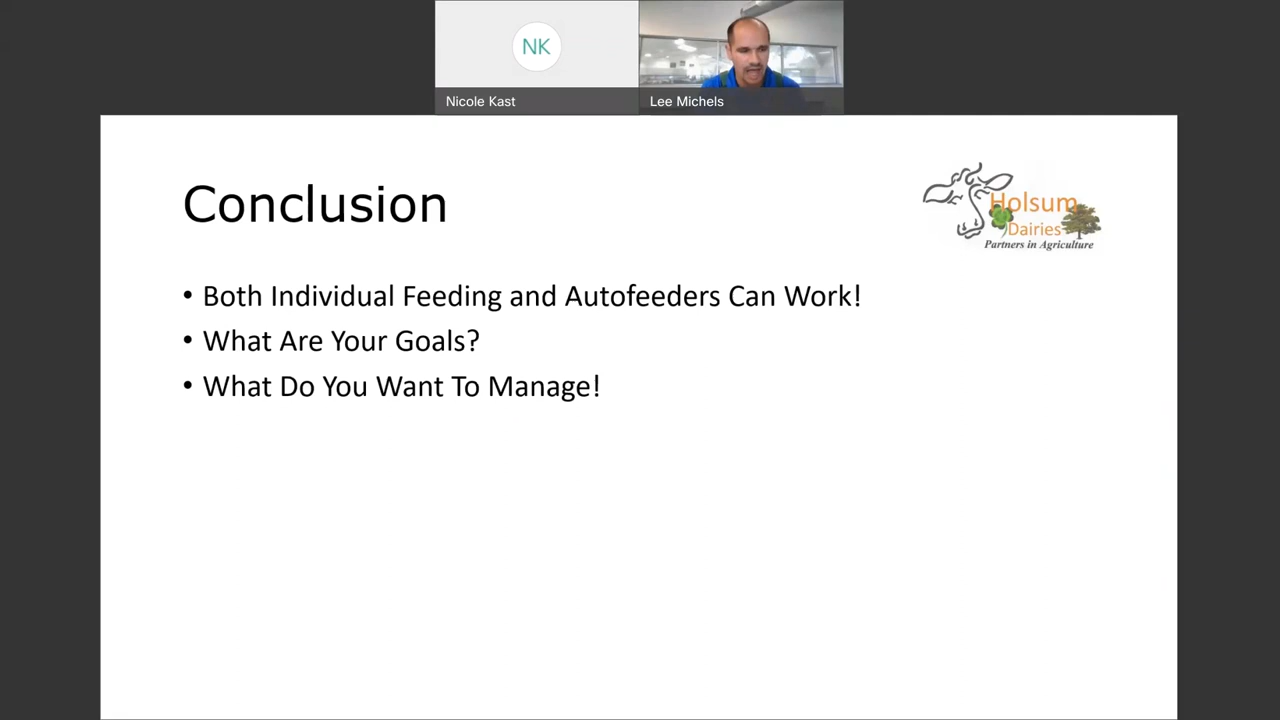 NK
Nicole Kast
Lee Michels
Conclusion
Holsum
Dairies
Partners in Agriculture
• Both Individual Feeding and Autofeeders Can Work!
• What Are Your Goals?
• What Do You Want To Manage!